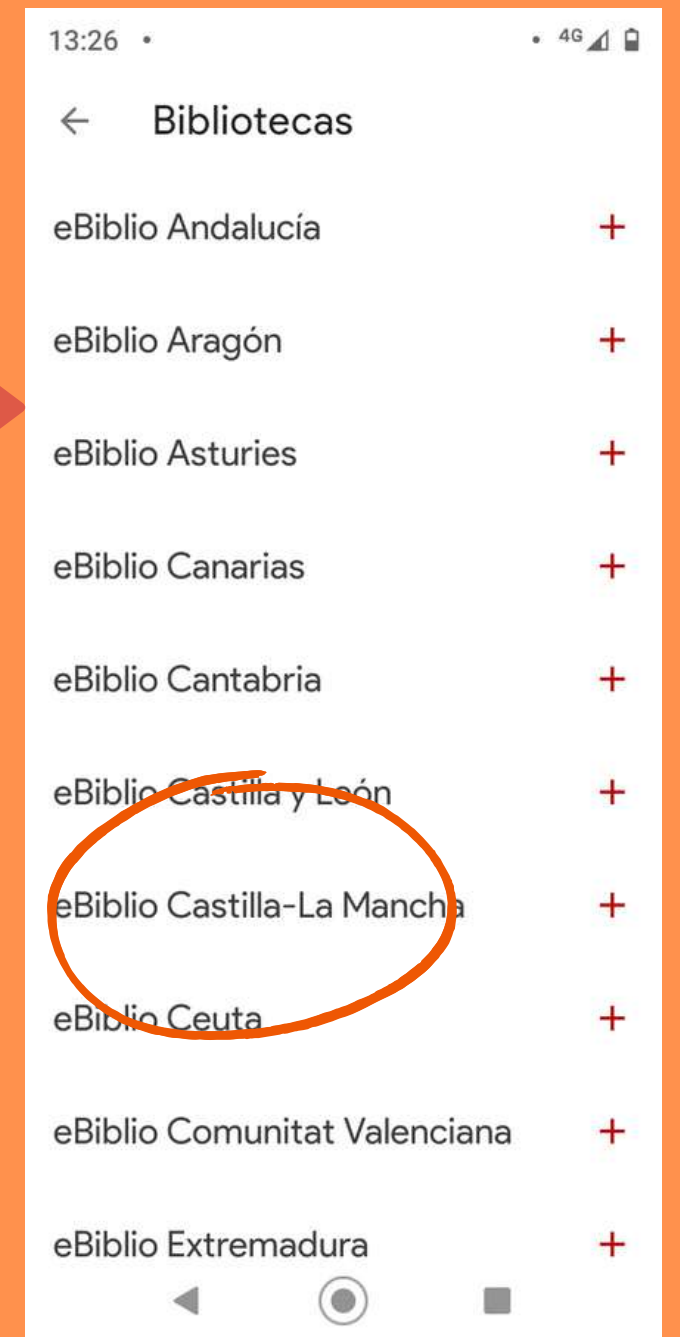 13:26
4G
Bibliotecas
eBiblio Andalucía
eBiblio Aragón
eBiblio Asturies
eBiblio Canarias
eBiblio Cantabria
eBiblio Castilla y León
eBiblio Castilla-La Mancha
eBiblio Ceuta
eBiblio Comunitat Valenciana
eBiblio Extremadura